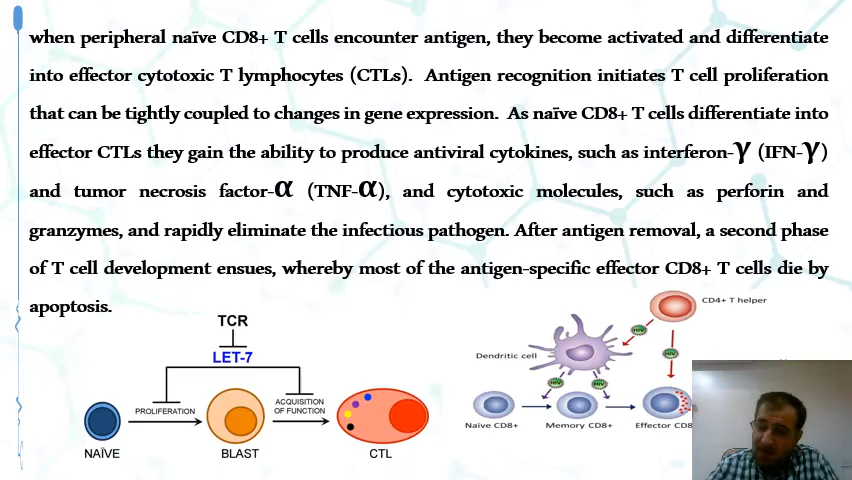 when peripheral naïve CD8+ T cells encounter antigen, they become activated and differentiate
into effector cytotoxic T lymphocytes (CTLs). Antigen recognition initiates T cell proliferation
that can be tightly coupled to changes in gene expression. As naïve CD8+ T cells differentiate into
effector CTLs they gain the ability to produce antiviral cytokines, such as interferon-γ (IFN-γ)
and tumor necrosis factor-α (TNF-α), and cytotoxic molecules, such as perforin and
granzymes, and rapidly eliminate the infectious pathogen. After antigen removal, a second phase
of T cell development ensues, whereby most of the antigen-specific effector CD8+ T cells die by
apoptosis.
TCR
LET-7
PROLIFERATION
ACQUISITION
OF FUNCTION
NAÏVE
BLAST
CTL
CD4+ T helper
HIV
Dendritic cell
HIV
HIV
HIV
Naïve CD8+
Memory CD8+
Effector CD8